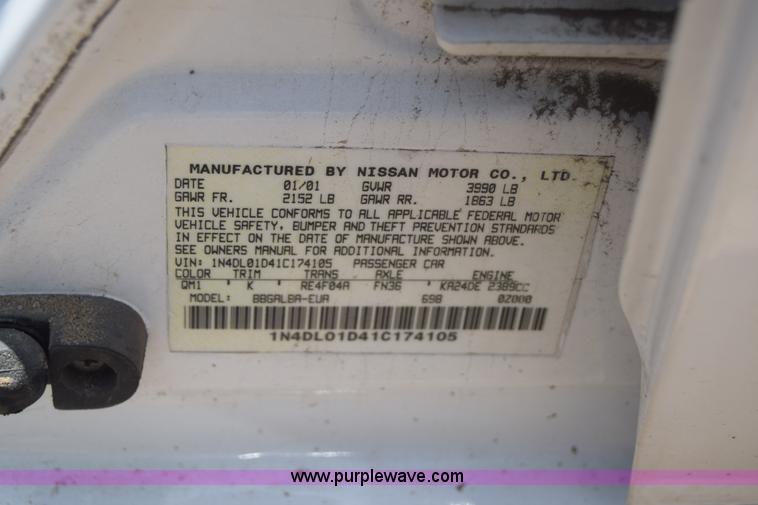 MANUFACTURED BY NISSAN MOTOR CO., LTD.
DATE 01/01 GVWR 3990 LB
GAWR FR. 2152 LB GAWR RR. 1863 LB
THIS VEHICLE CONFORMS TO ALL APPLICABLE FEDERAL MOTOR
VEHICLE SAFETY, BUMPER AND THEFT PREVENTION STANDARDS
IN EFFECT ON THE DATE OF MANUFACTURE SHOWN ABOVE.
SEE OWNERS MANUAL FOR ADDITIONAL INFORMATION.
VIN: 1N4DL01D41C174105 PASSENGER CAR
COLOR TRIM TRANS AXLE ENGINE
QM1 K RE4F04A FN36 KA24DE 2389CC
MODEL: BBGALBA-EUA 698 0Z000
1N4DL01D41C174105
www.purplewave.com